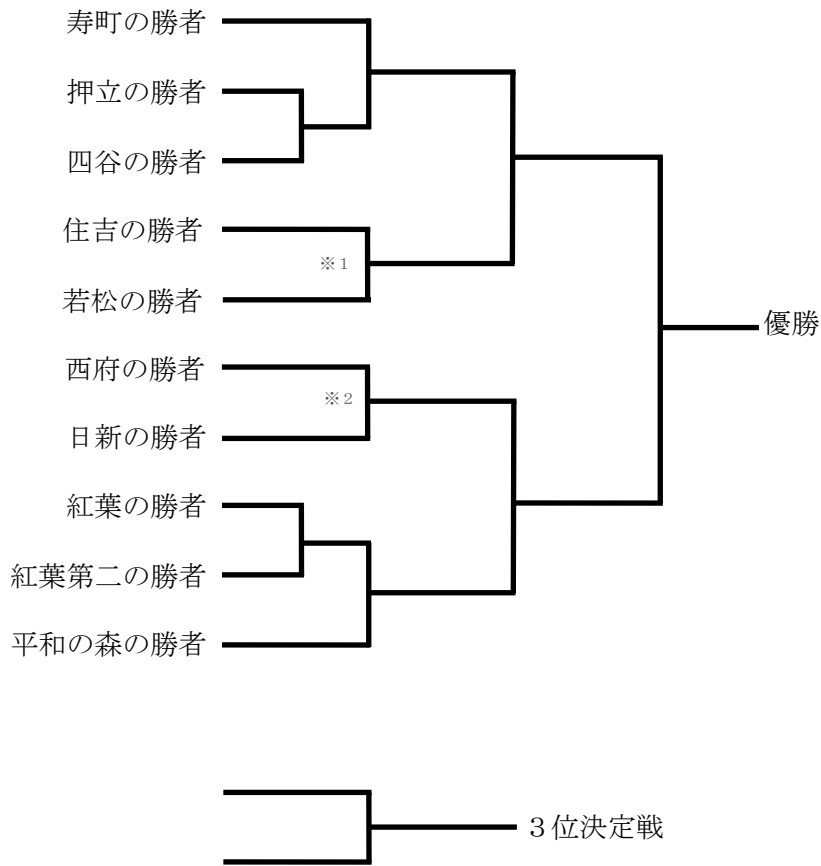 寿町の勝者
押立の勝者
四谷の勝者
住吉の勝者
※1
若松の勝者
優勝
西府の勝者
※2
日新の勝者
紅葉の勝者
紅葉第二の勝者
平和の森の勝者
３位決定戦